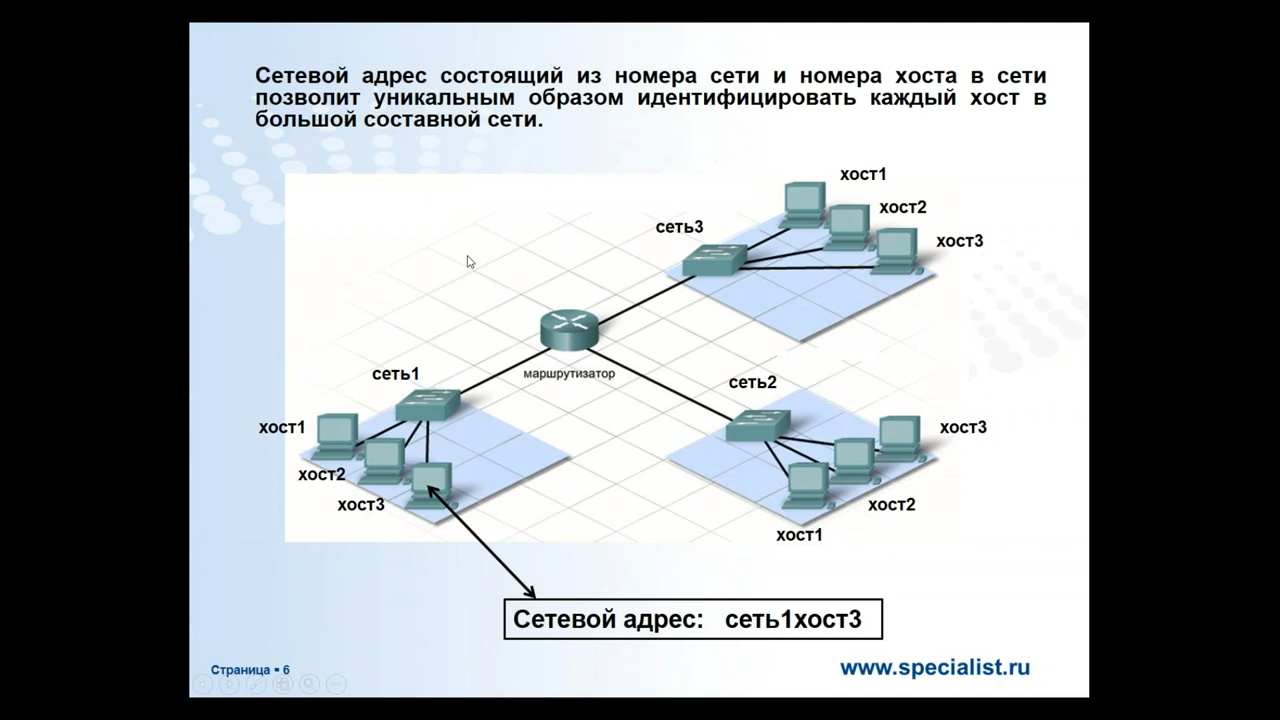 Сетевой адрес состоящий из номера сети и номера хоста в сети
позволит уникальным образом идентифицировать каждый хост в
большой составной сети.
хост1
хост2
сеть3
хост3
маршрутизатор
сеть1
сеть2
хост1
хост3
хост2
хост3
хост2
хост1
Сетевой адрес: сеть1хост3
Страница ▪ 6
www.specialist.ru